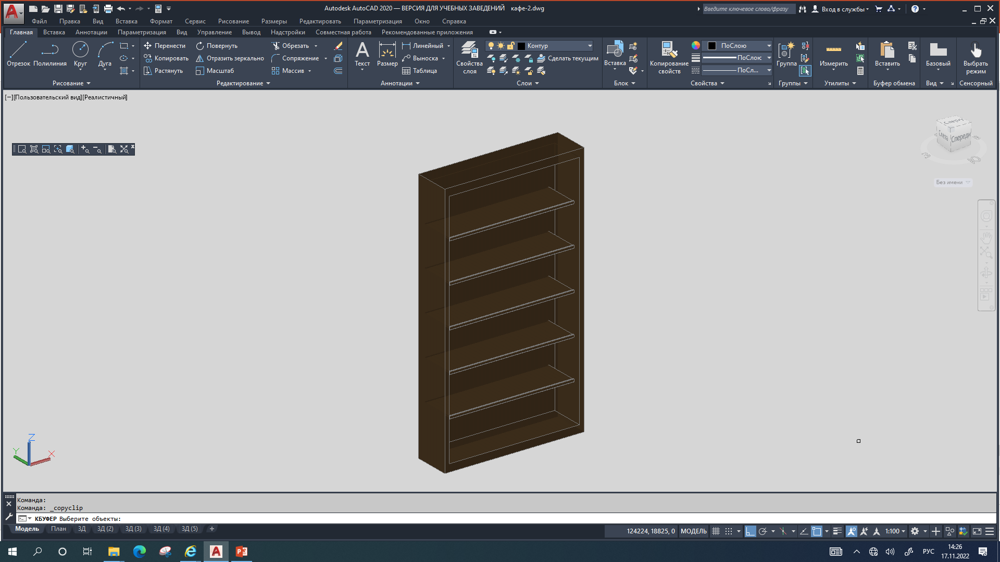 Autodesk AutoCAD 2020 — ВЕРСИЯ ДЛЯ УЧЕБНЫХ ЗАВЕДЕНИЙ кафе-2.dwg
Введите ключевое слово/фразу
Вход в службы
Файл Правка Вид Вставка Формат Сервис Рисование Размеры Редактировать Параметризация Окно Справка
Главная Вставка Аннотации Параметризация Вид Управление Вывод Надстройки Совместная работа Рекомендованные приложения
Отрезок Полилиния Круг Дуга
Рисование
Перенести Повернуть Обрезать
Копировать Отразить зеркально Сопряжение
Растянуть Масштаб Массив
Редактирование
Текст Размер
Линейный
Выноска
Таблица
Аннотации
Свойства слоя
Контур
Сделать текущим
Слои
Вставка
Блок
Копирование свойств
ПоСлою
ПоСлою
ПоСл...
Свойства
Группа
Группы
Измерить
Утилиты
Вставить
Буфер обмена
Базовый
Вид
Выбрать режим
Сенсорный
[−][Пользовательский вид][Реалистичный]
Сверху
Слева
Спереди
Ю
Без имени
Z
Y
X
Команда:
Команда: _copyclip
КБУФЕР Выберите объекты:
Модель План 3Д 3Д (2) 3Д (3) 3Д (4) 3Д (5) +
124224, 18825, 0 МОДЕЛЬ 1:100
РУС
14:26
17.11.2022